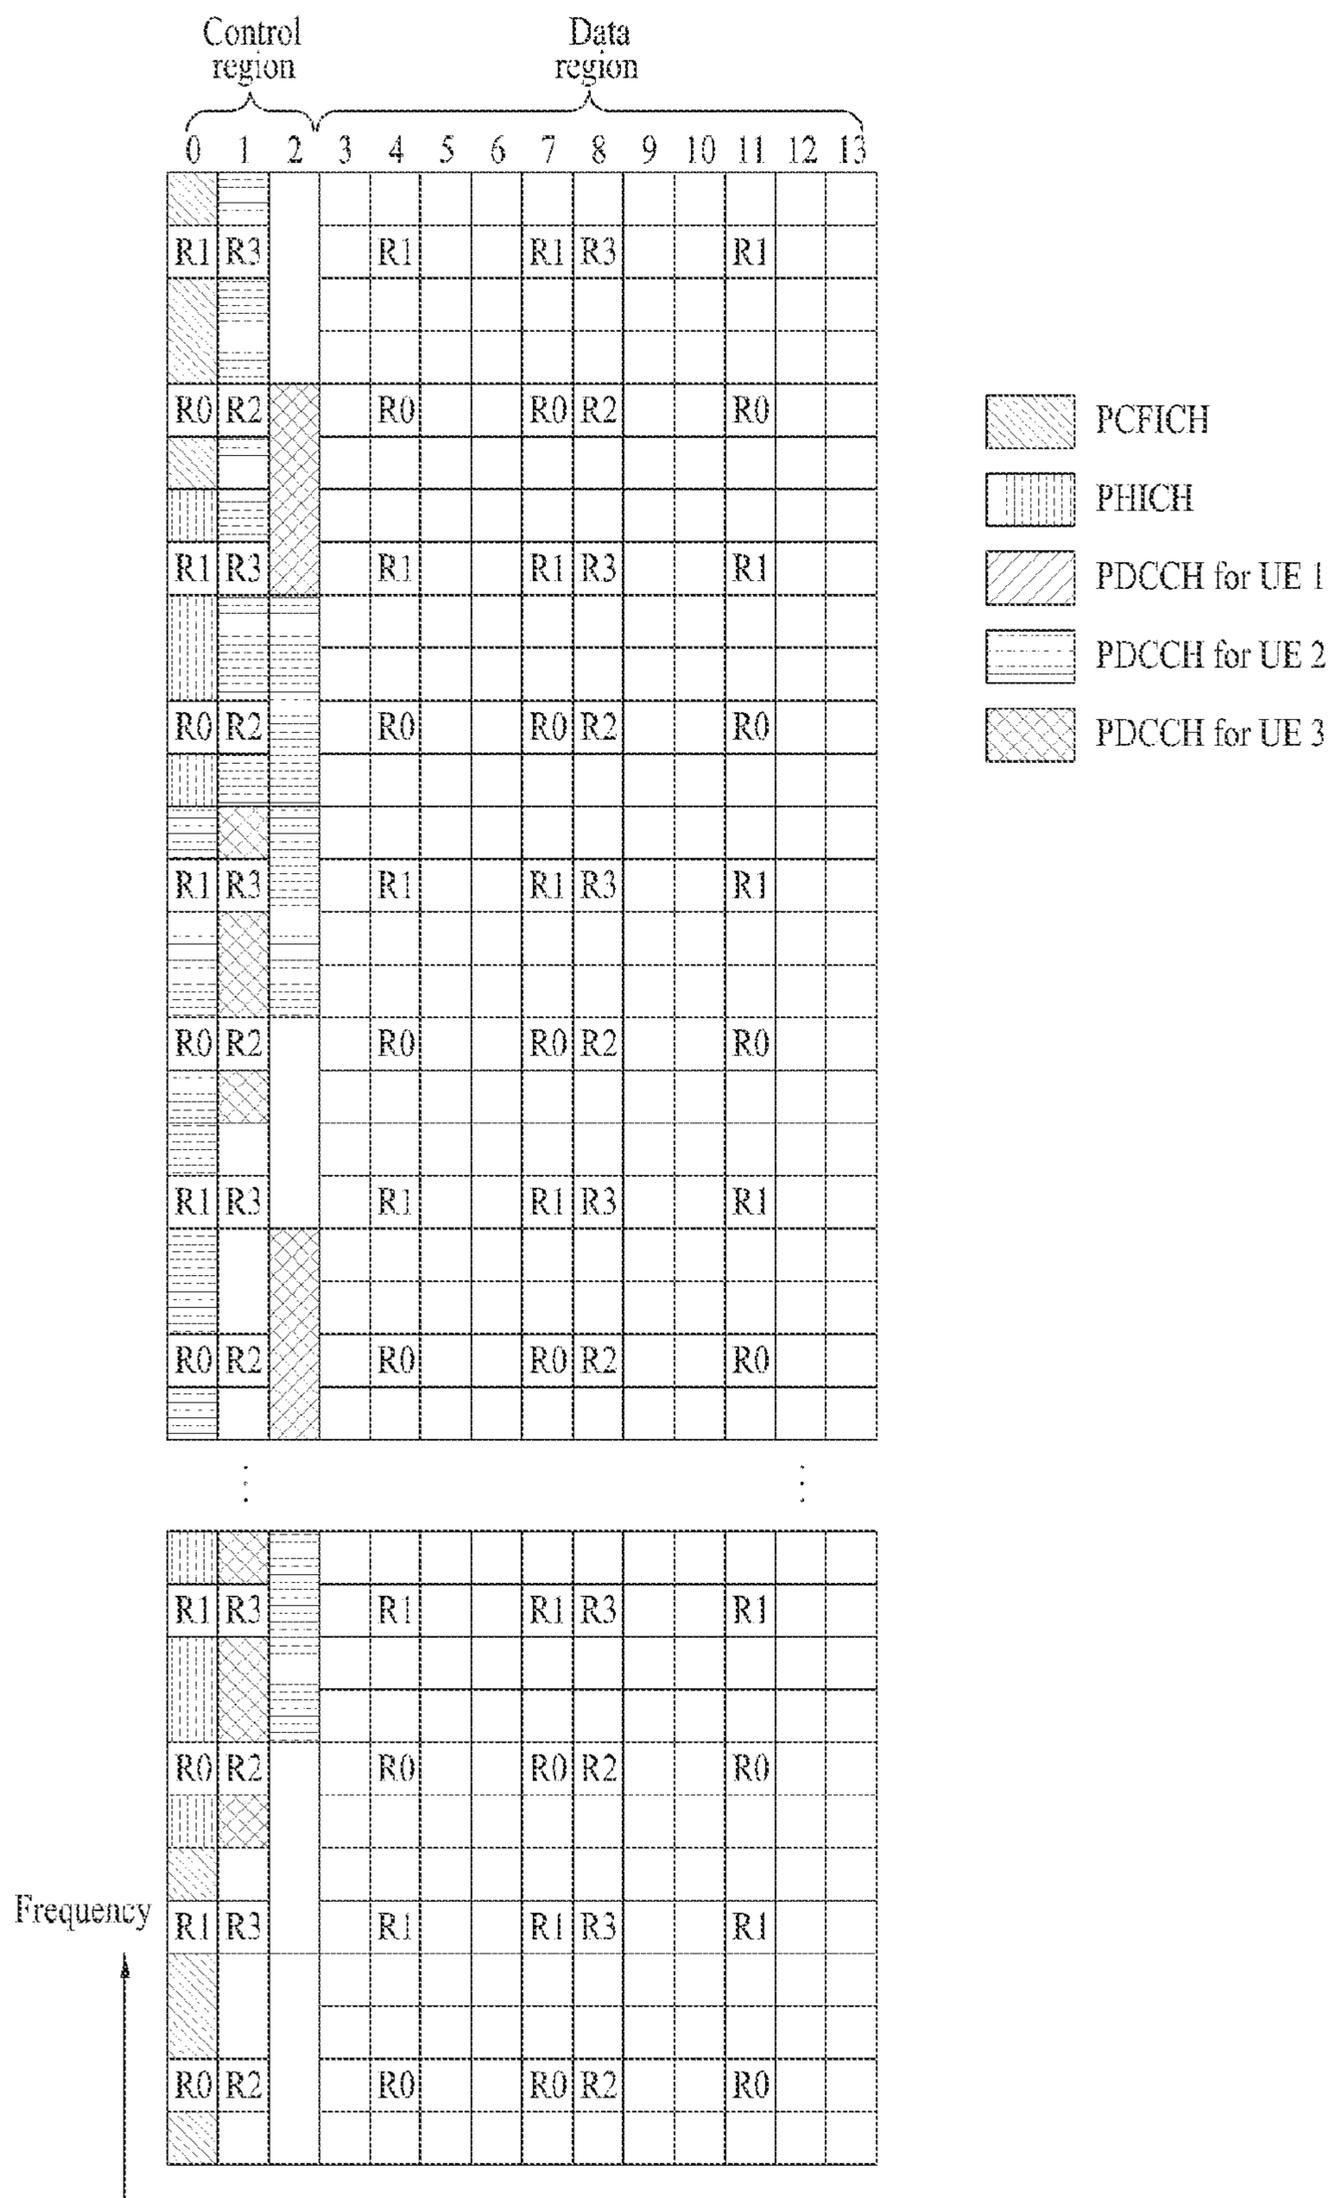 Control
region
Data
region
0 1 2 3 4 5 6 7 8 9 10 11 12 13
R1 R3 R1 R1 R3 R1
R0 R2 R0 R0 R2 R0
PCFICH
PHICH
R1 R3 R1 R1 R3 R1
PDCCH for UE 1
PDCCH for UE 2
R0 R2 R0 R0 R2 R0
PDCCH for UE 3
R1 R3 R1 R1 R3 R1
R0 R2 R0 R0 R2 R0
R1 R3 R1 R1 R3 R1
R0 R2 R0 R0 R2 R0
R1 R3 R1 R1 R3 R1
R0 R2 R0 R0 R2 R0
Frequency
R1 R3 R1 R1 R3 R1
R0 R2 R0 R0 R2 R0